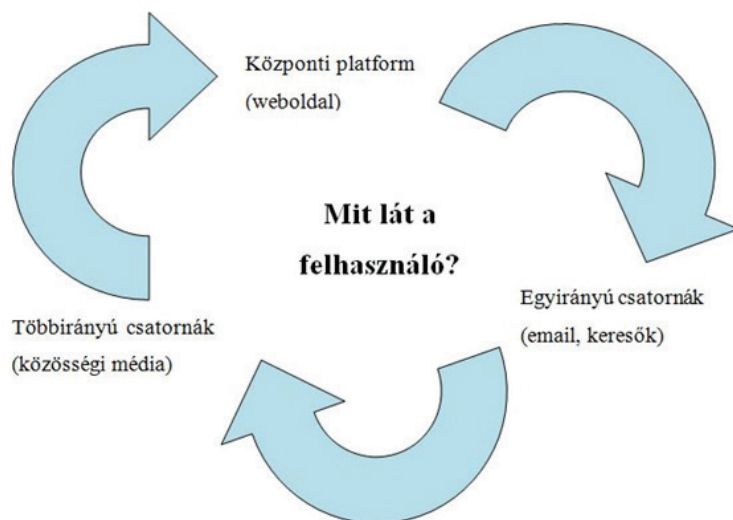 Központi platform
(weboldal)
Mit lát a
felhasználó?
Egyirányú csatornák
(email, keresők)
Többirányú csatornák
(közösségi média)